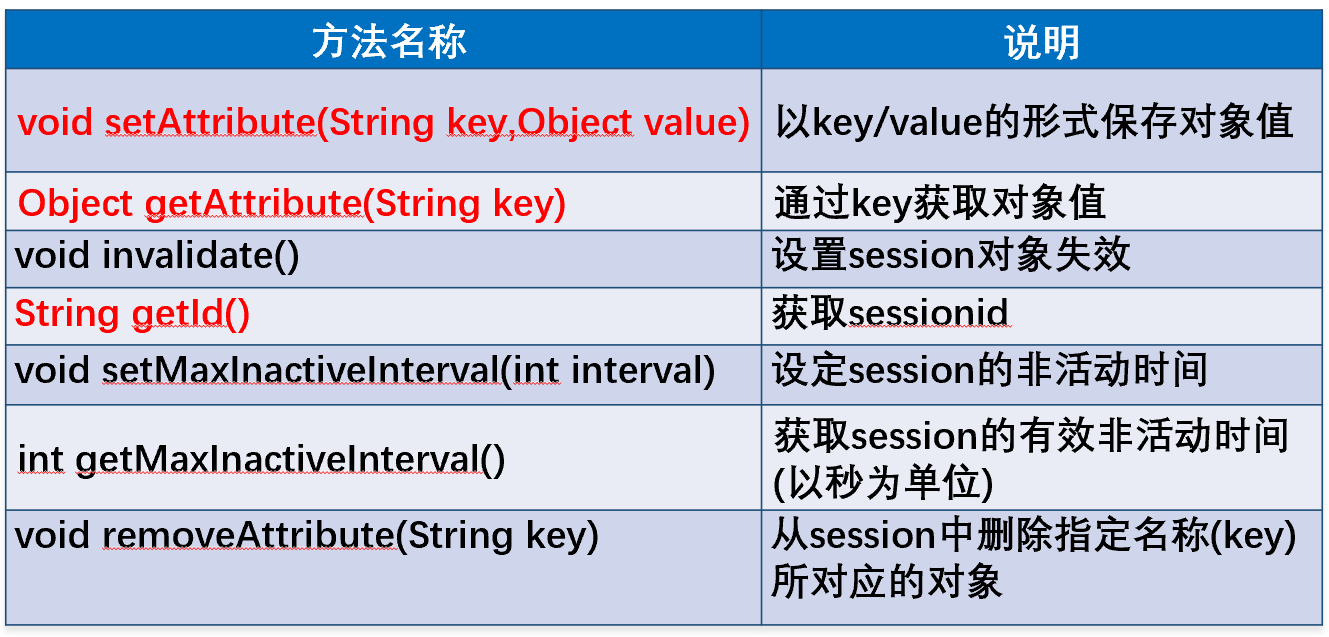 方法名称 说明
void setAttribute(String key,Object value) 以key/value的形式保存对象值
Object getAttribute(String key) 通过key获取对象值
void invalidate() 设置session对象失效
String getId() 获取sessionid
void setMaxInactiveInterval(int interval) 设定session的非活动时间
int getMaxInactiveInterval() 获取session的有效非活动时间
(以秒为单位)
void removeAttribute(String key) 从session中删除指定名称(key)
所对应的对象